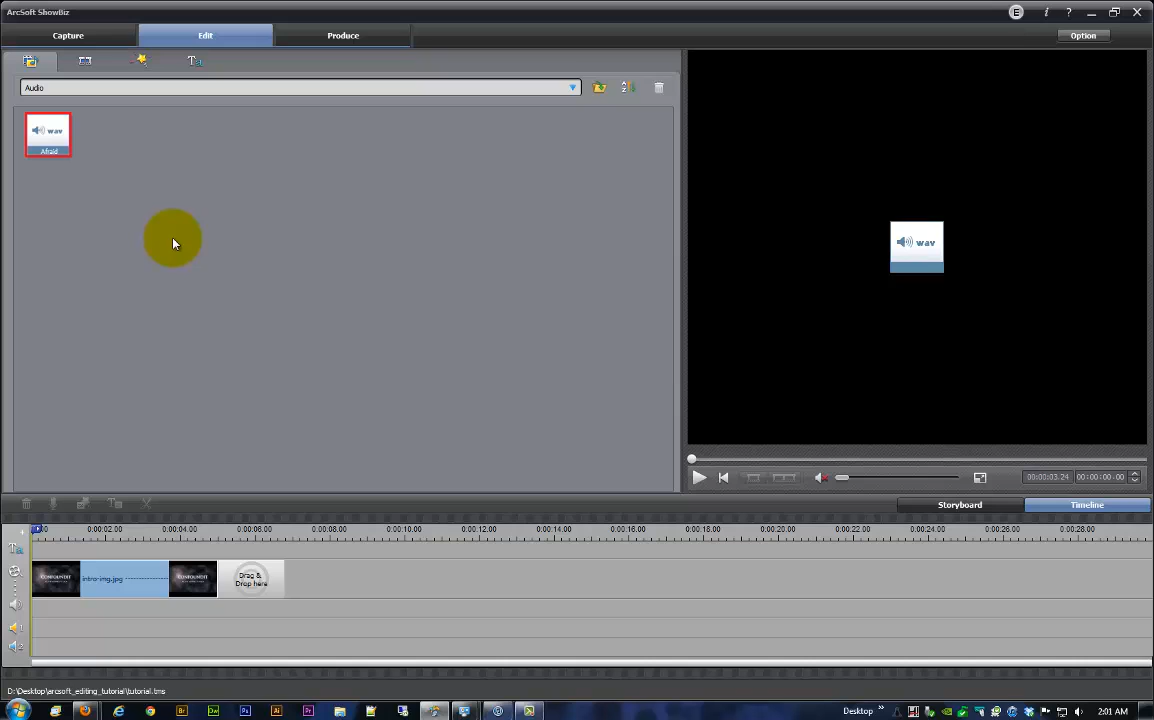 ArcSoft ShowBiz
Capture Edit Produce Option
Audio
wav
Afraid
wav
00:00:03.24 00:00:00.00
Storyboard Timeline
0:00:02.00 0:00:04.00 0:00:06.00 0:00:08.00 0:00:10.00 0:00:12.00 0:00:14.00 0:00:16.00 0:00:18.00 0:00:20.00 0:00:22.00 0:00:24.00 0:00:26.00 0:00:28.00
intro-img.jpg
Drag &
Drop here
D:\Desktop\arcsoft_editing_tutorial\tutorial.tms
Desktop 2:01 AM